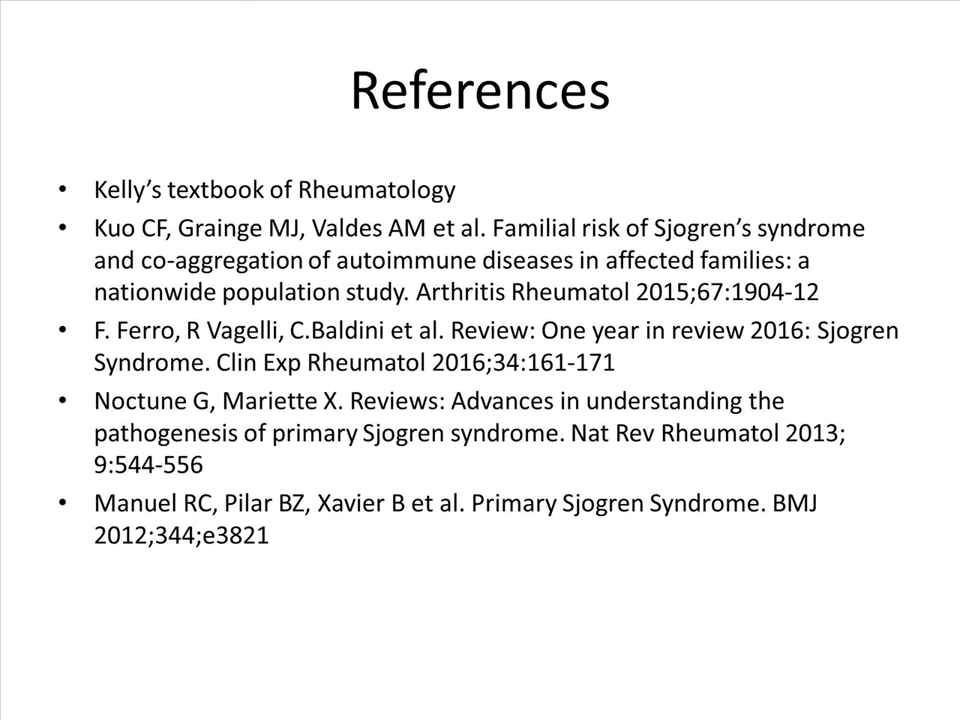 References
• Kelly’s textbook of Rheumatology
• Kuo CF, Grainge MJ, Valdes AM et al. Familial risk of Sjogren’s syndrome
and co-aggregation of autoimmune diseases in affected families: a
nationwide population study. Arthritis Rheumatol 2015;67:1904-12
• F. Ferro, R Vagelli, C.Baldini et al. Review: One year in review 2016: Sjogren
Syndrome. Clin Exp Rheumatol 2016;34:161-171
• Noctune G, Mariette X. Reviews: Advances in understanding the
pathogenesis of primary Sjogren syndrome. Nat Rev Rheumatol 2013;
9:544-556
• Manuel RC, Pilar BZ, Xavier B et al. Primary Sjogren Syndrome. BMJ
2012;344;e3821